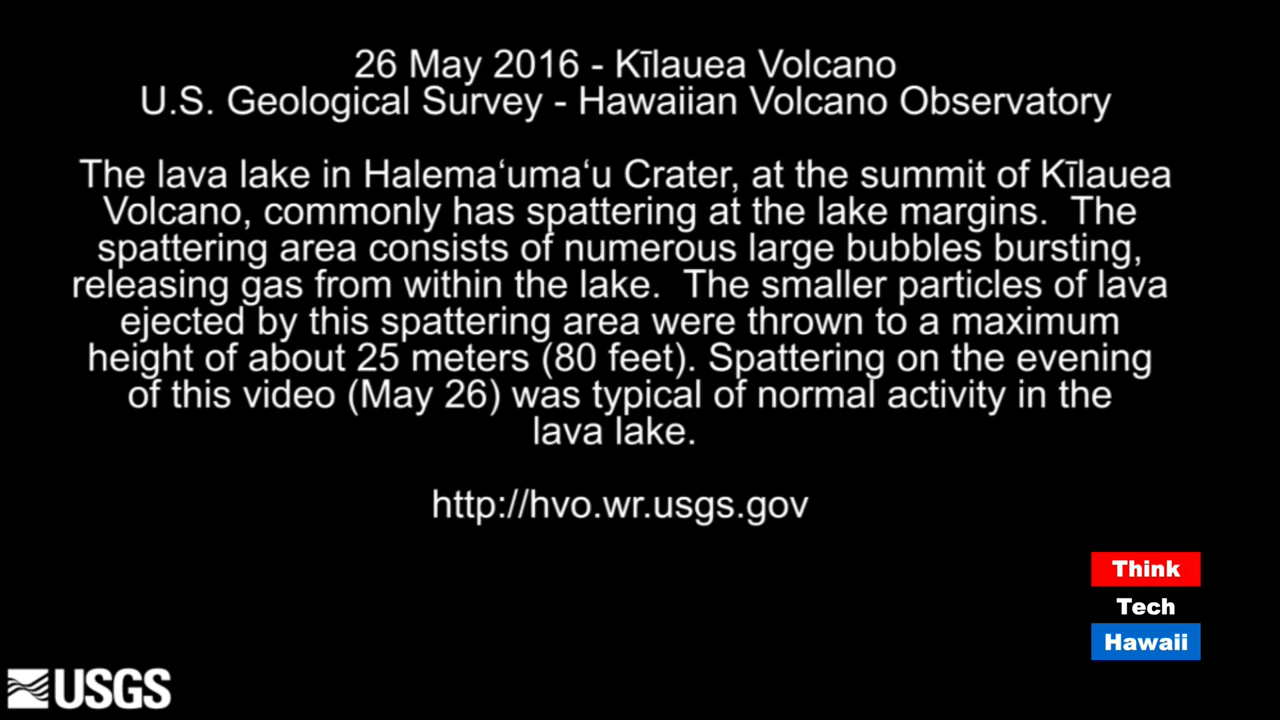 26 May 2016 - Kīlauea Volcano
U.S. Geological Survey - Hawaiian Volcano Observatory
The lava lake in Halemaʻumaʻu Crater, at the summit of Kīlauea
Volcano, commonly has spattering at the lake margins.  The
spattering area consists of numerous large bubbles bursting,
releasing gas from within the lake.  The smaller particles of lava
ejected by this spattering area were thrown to a maximum
height of about 25 meters (80 feet). Spattering on the evening
of this video (May 26) was typical of normal activity in the
lava lake.
http://hvo.wr.usgs.gov
Think
Tech
Hawaii
USGS